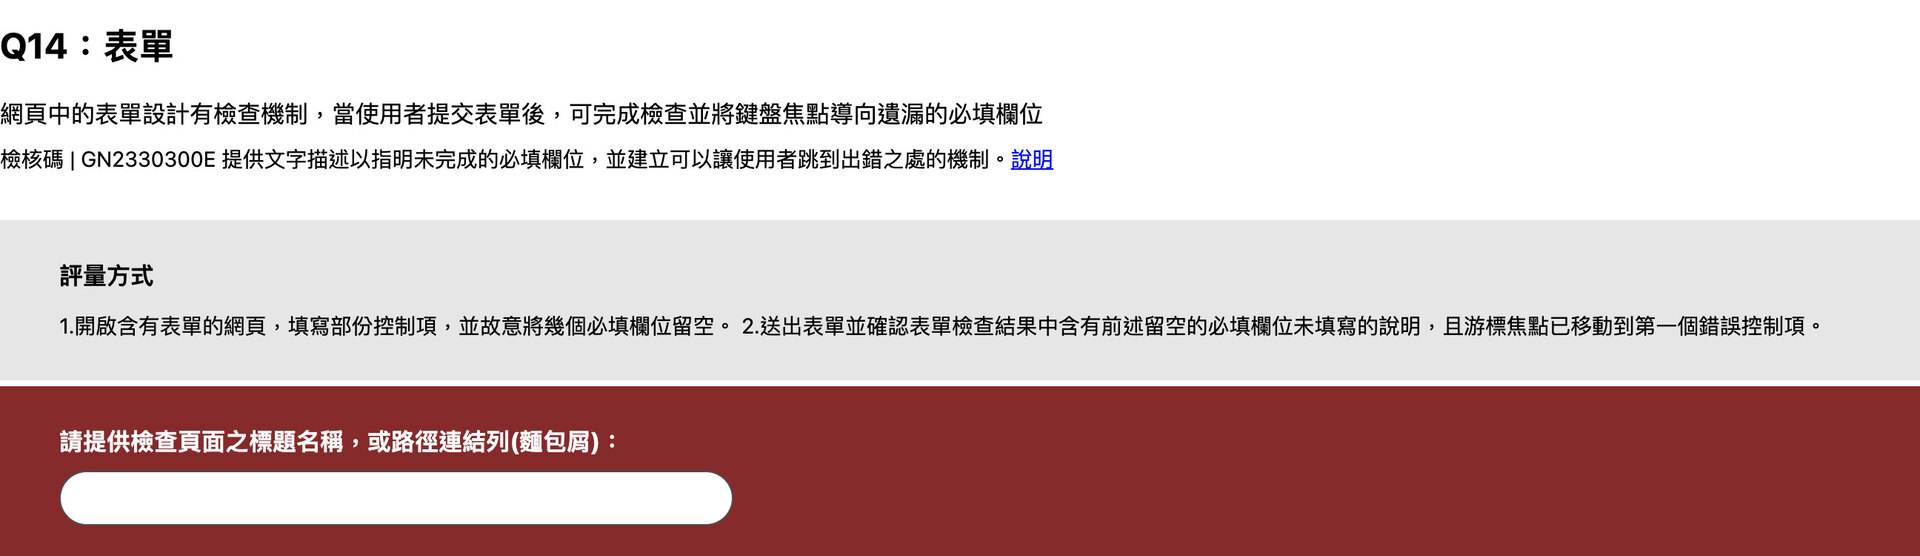 Q14：表單
網頁中的表單設計有檢查機制，當使用者提交表單後，可完成檢查並將鍵盤焦點導向遺漏的必填欄位
檢核碼 | GN2330300E 提供文字描述以指明未完成的必填欄位，並建立可以讓使用者跳到出錯之處的機制。說明
評量方式
1.開啟含有表單的網頁，填寫部份控制項，並故意將幾個必填欄位留空。 2.送出表單並確認表單檢查結果中含有前述留空的必填欄位未填寫的說明，且游標焦點已移動到第一個錯誤控制項。
請提供檢查頁面之標題名稱，或路徑連結列(麵包屑)：